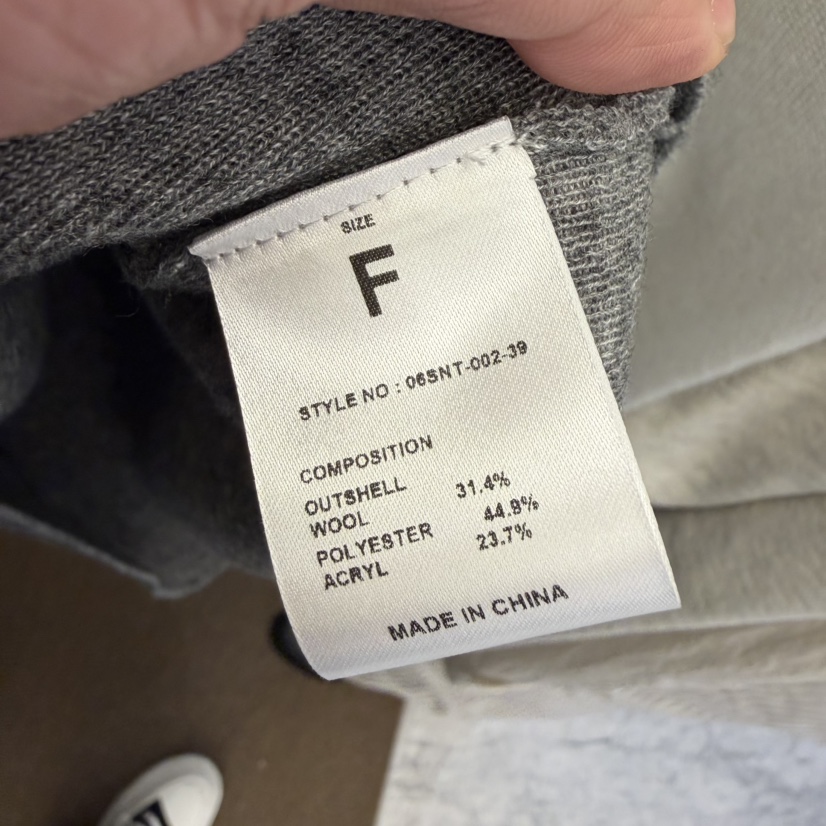 SIZE
F
STYLE NO : 06SNT-002-39
COMPOSITION
OUTSHELL
WOOL 31.4%
POLYESTER 44.9%
ACRYL 23.7%
MADE IN CHINA